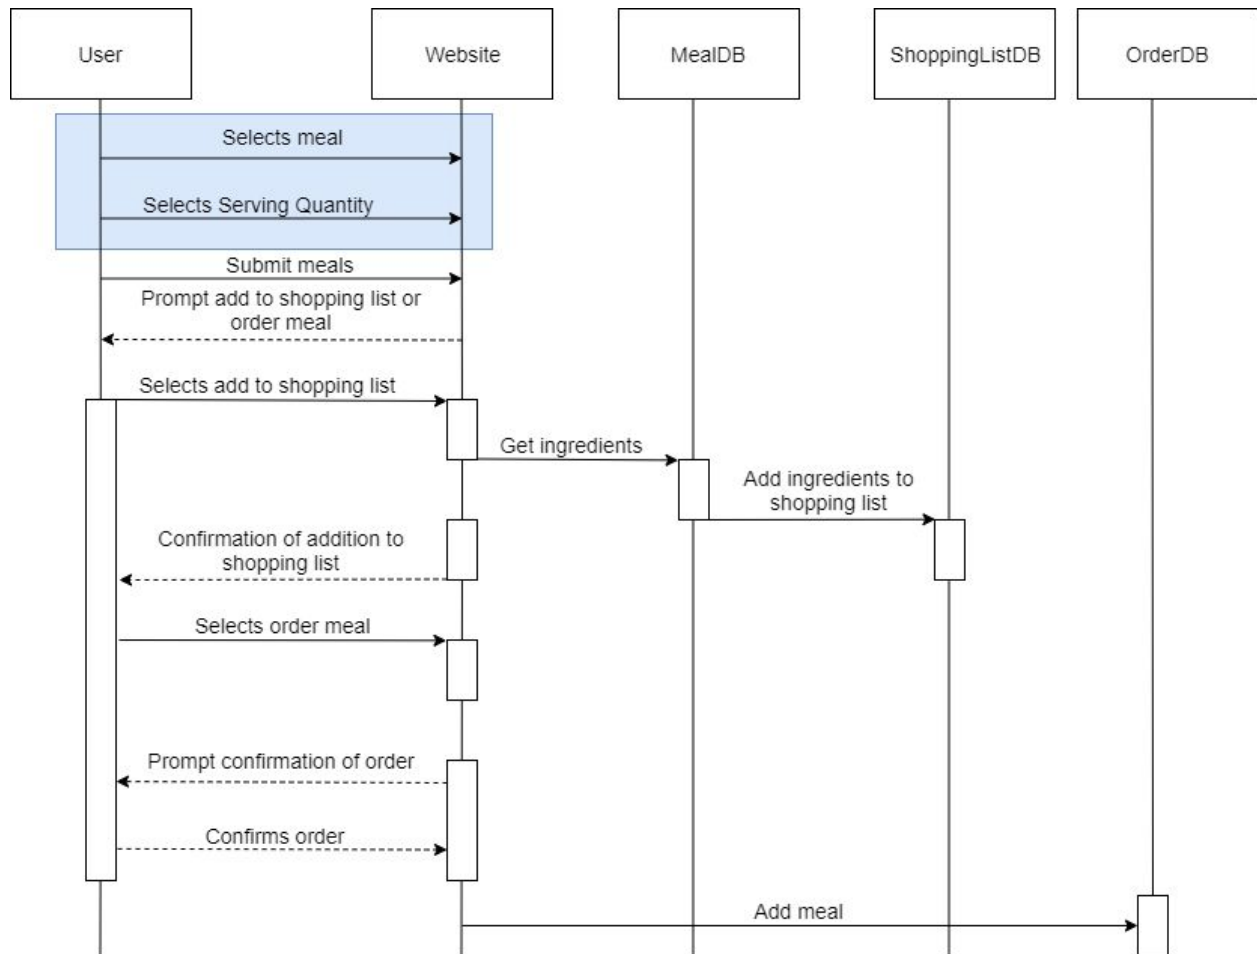 User
Website
MealDB
ShoppingListDB
OrderDB
Selects meal
Selects Serving Quantity
Submit meals
Prompt add to shopping list or
order meal
Selects add to shopping list
Get ingredients
Add ingredients to
shopping list
Confirmation of addition to
shopping list
Selects order meal
Prompt confirmation of order
Confirms order
Add meal